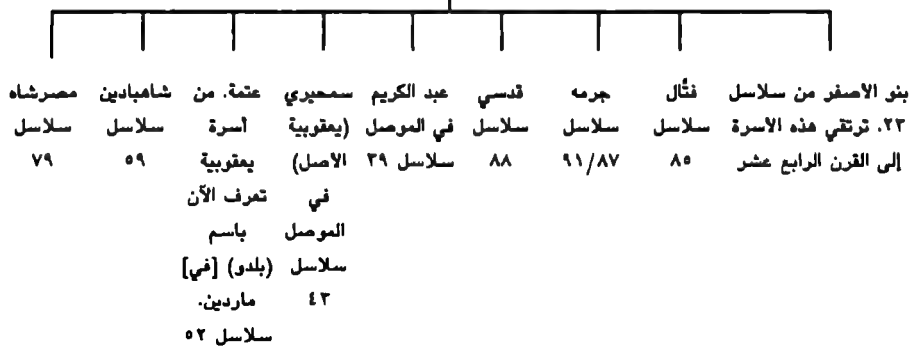 بنو الأصفر من سلاسل
٢٣. ترتقي هذه الأسرة
إلى القرن الرابع عشر
فتّال
سلاسل
٨٥
جرمه
سلاسل
٩١/٨٧
قدسي
سلاسل
٨٨
عبد الكريم
في الموصل
سلاسل ٣٩
سمحيري
(يعقوبية
الأصل)
في
الموصل
سلاسل
٤٣
عتمة. من
أسرة
يعقوبية
تعرف الآن
باسم
(بلدو) [في]
ماردين.
سلاسل ٥٢
شاهبادين
سلاسل
٥٩
مصرشاه
سلاسل
٧٩